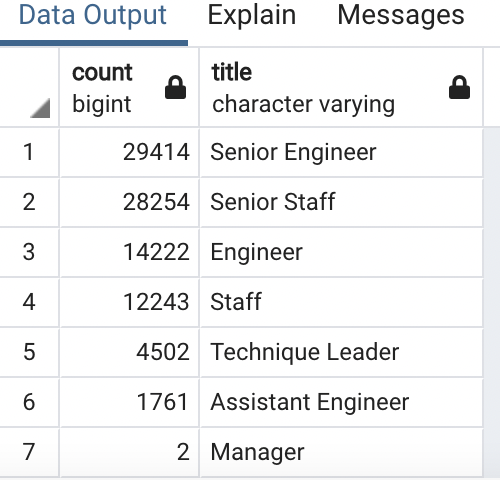 Data Output Explain Messages
count title
bigint character varying
1 29414 Senior Engineer
2 28254 Senior Staff
3 14222 Engineer
4 12243 Staff
5 4502 Technique Leader
6 1761 Assistant Engineer
7 2 Manager